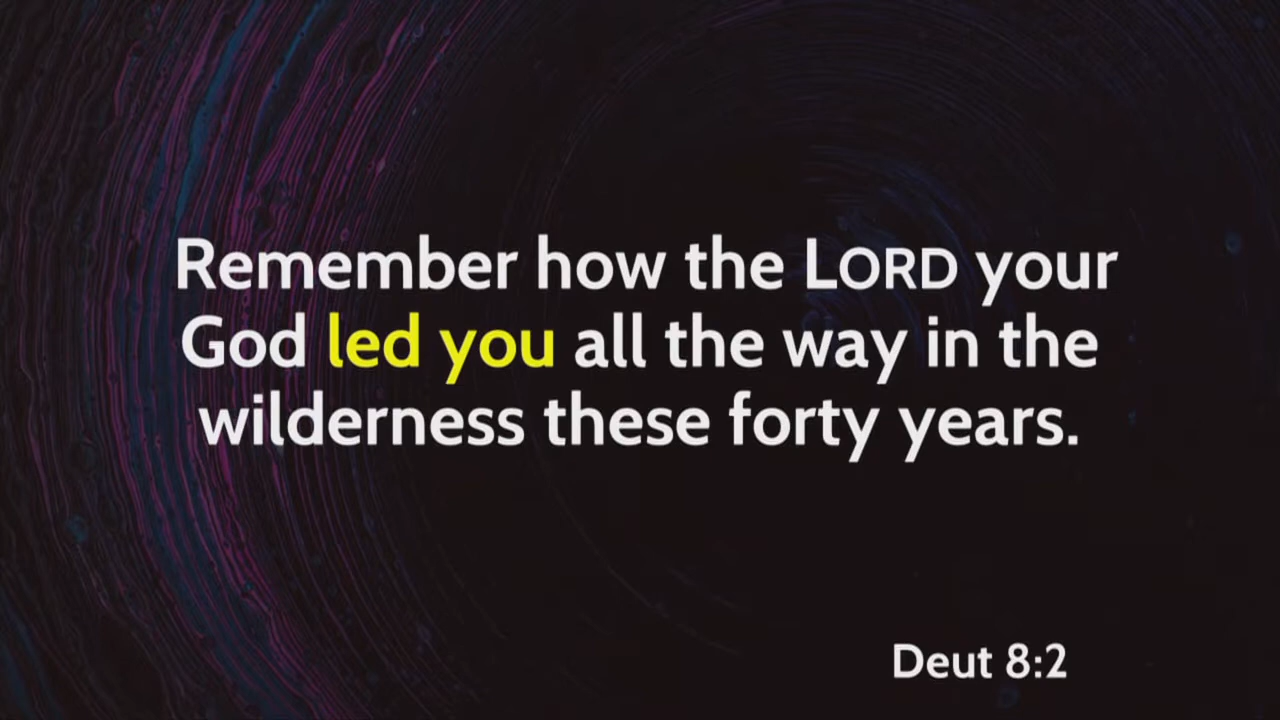 Remember how the LORD your
God led you all the way in the
wilderness these forty years.
Deut 8:2